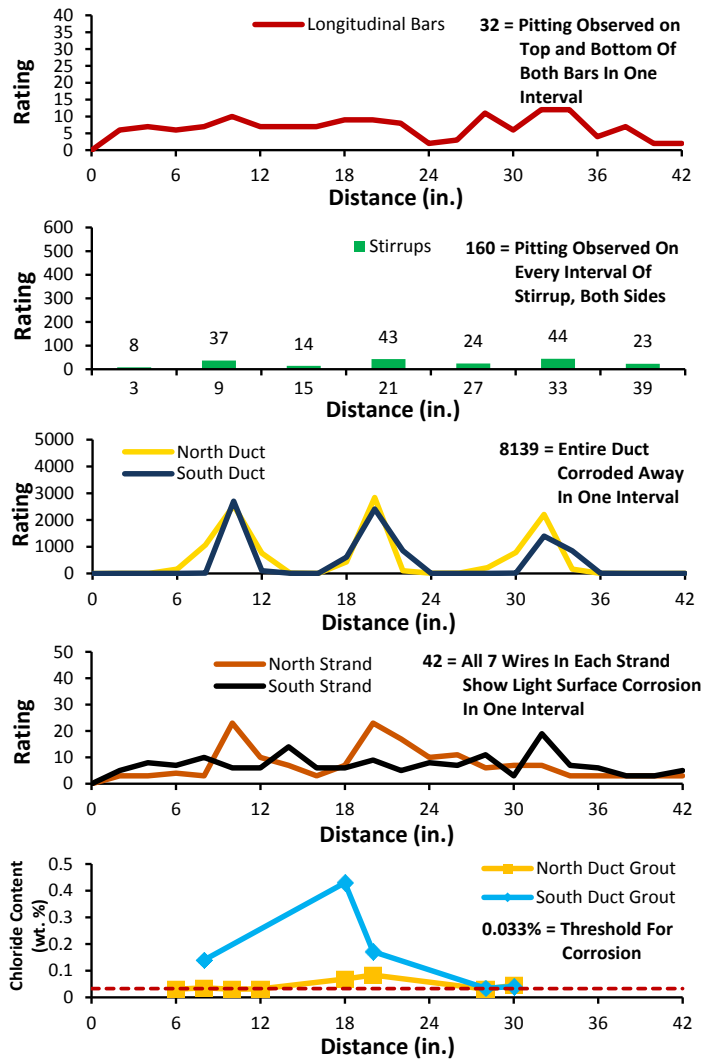 40
35
30
25
20
15
10
5
0
Rating
Longitudinal Bars
32 = Pitting Observed on
Top and Bottom Of
Both Bars In One
Interval
0 6 12 18 24 30 36 42
Distance (in.)
600
500
400
300
200
100
0
Rating
Stirrups
160 = Pitting Observed On
Every Interval Of
Stirrup, Both Sides
8 37 14 43 24 44 23
3 9 15 21 27 33 39
Distance (in.)
5000
4000
3000
2000
1000
0
Rating
North Duct
South Duct
8139 = Entire Duct
Corroded Away
In One Interval
0 6 12 18 24 30 36 42
Distance (in.)
50
40
30
20
10
0
Rating
North Strand
South Strand
42 = All 7 Wires In Each Strand
Show Light Surface Corrosion
In One Interval
0 6 12 18 24 30 36 42
Distance (in.)
0.5
0.4
0.3
0.2
0.1
0
Chloride Content
(wt. %)
North Duct Grout
South Duct Grout
0.033% = Threshold For
Corrosion
0 6 12 18 24 30 36 42
Distance (in.)